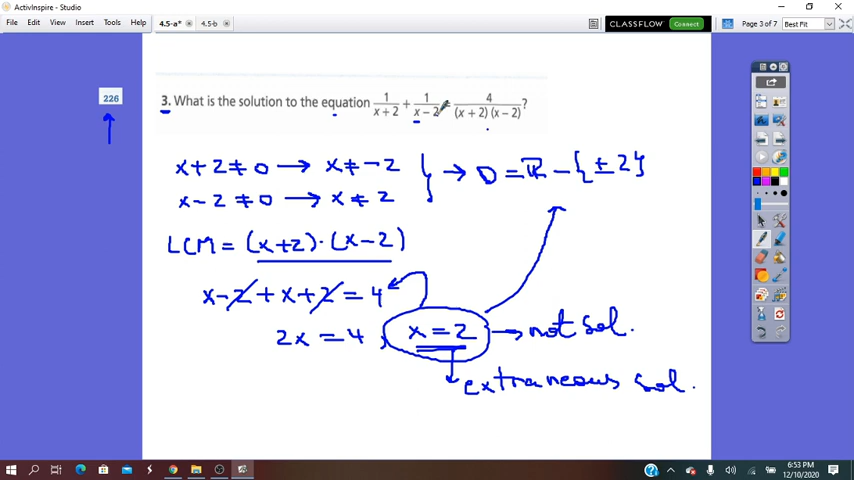 ActivInspire - Studio
File Edit View Insert Tools Help
4.5-a* 4.5-b
CLASSFLOW Connect
Page 3 of 7 Best Fit
226
3. What is the solution to the equation 1/(x + 2) + 1/(x − 2) = 4/((x + 2)(x − 2))?
x+2≠0 → x≠-2 } → D = ℝ - {±2}
x-2≠0 → x≠2
LCM = (x+2)·(x-2)
x-2+x+2=4
2x=4, x=2 → not sol.
extraneous sol.
6:53 PM
12/10/2020